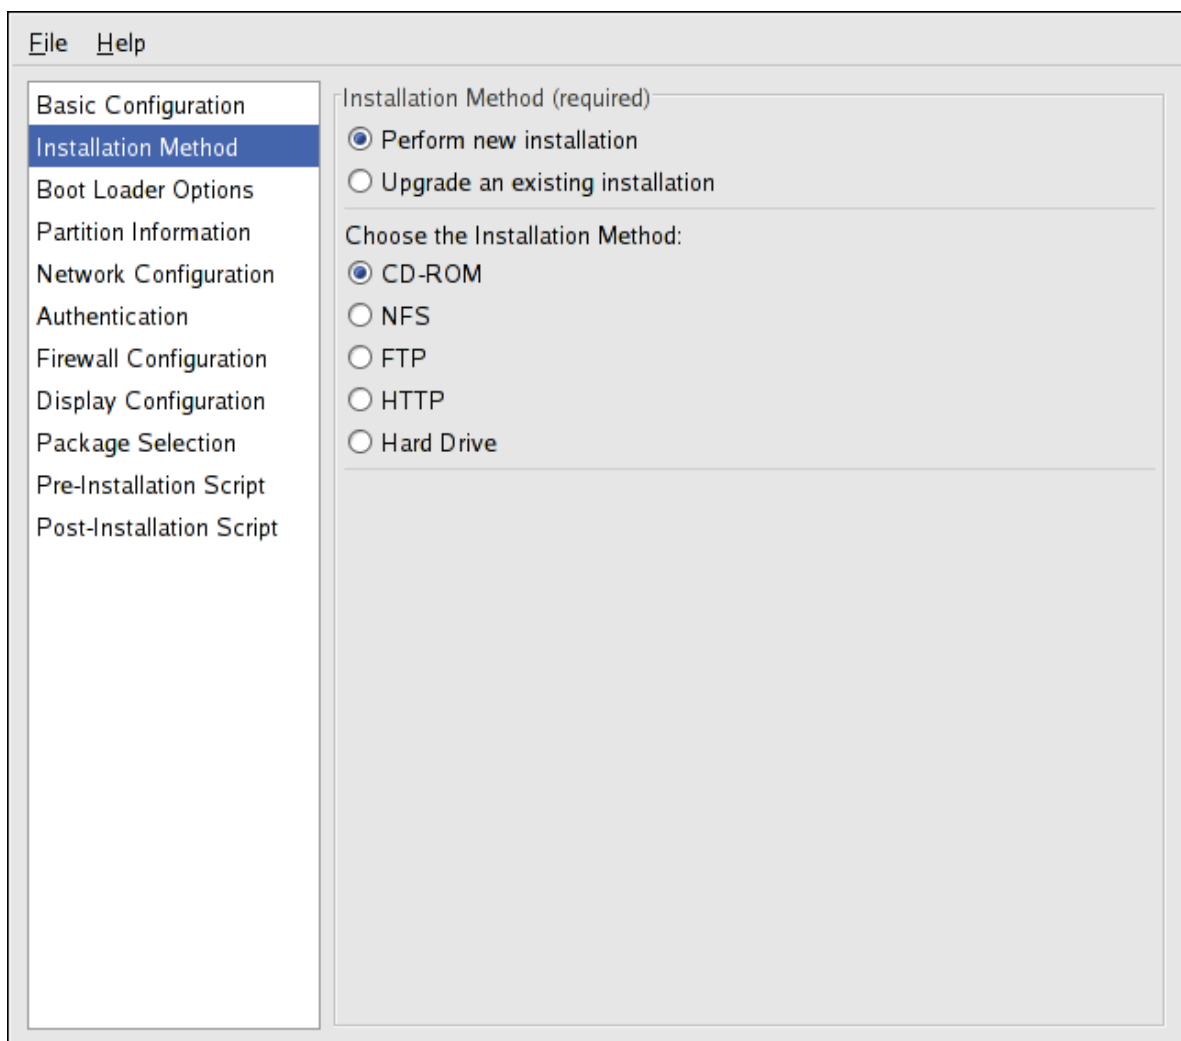 File Help
Basic Configuration
Installation Method
Boot Loader Options
Partition Information
Network Configuration
Authentication
Firewall Configuration
Display Configuration
Package Selection
Pre-Installation Script
Post-Installation Script
Installation Method (required)
Perform new installation
Upgrade an existing installation
Choose the Installation Method:
CD-ROM
NFS
FTP
HTTP
Hard Drive